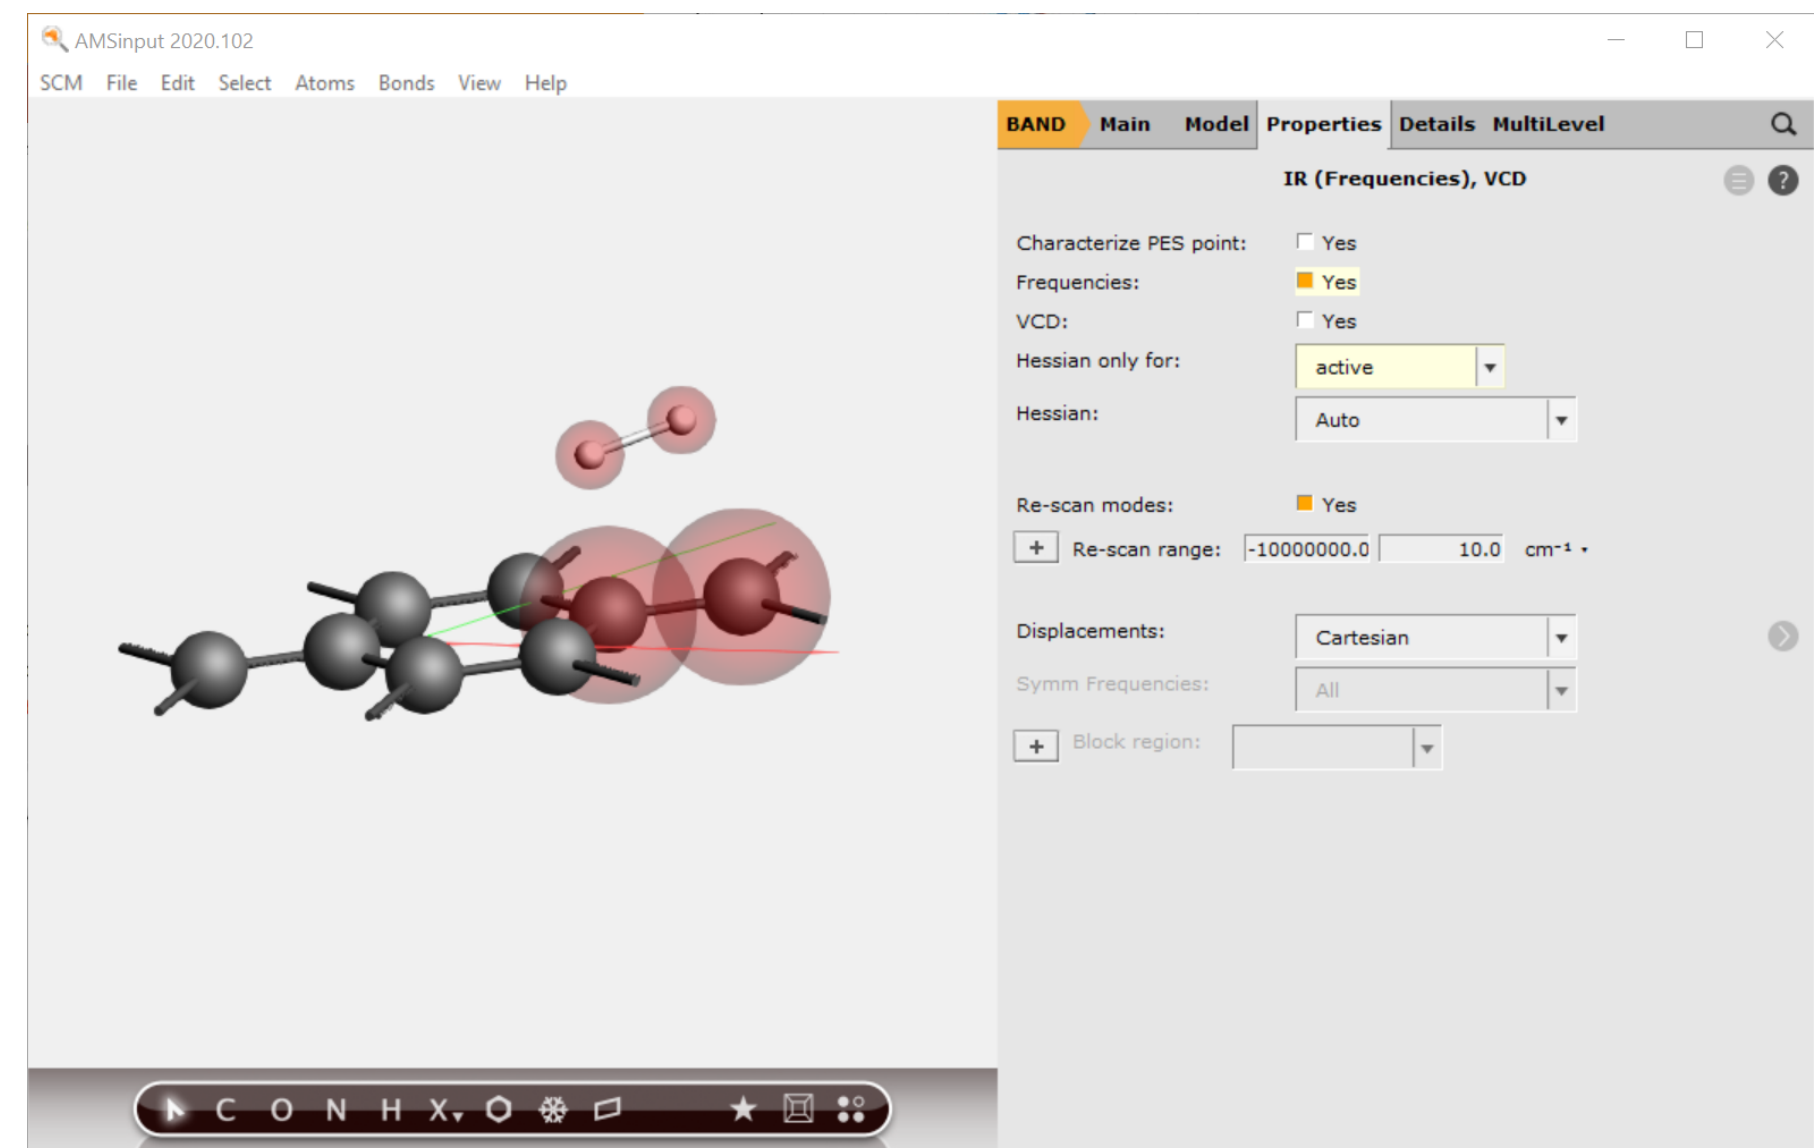 AMSinput 2020.102
SCM File Edit Select Atoms Bonds View Help
BAND Main Model Properties Details MultiLevel
IR (Frequencies), VCD
?
Characterize PES point: Yes
Frequencies: Yes
VCD: Yes
Hessian only for: active
Hessian: Auto
Re-scan modes: Yes
+ Re-scan range: -10000000.0 10.0 cm⁻¹
Displacements: Cartesian
Symm Frequencies: All
+ Block region:
C O N H X